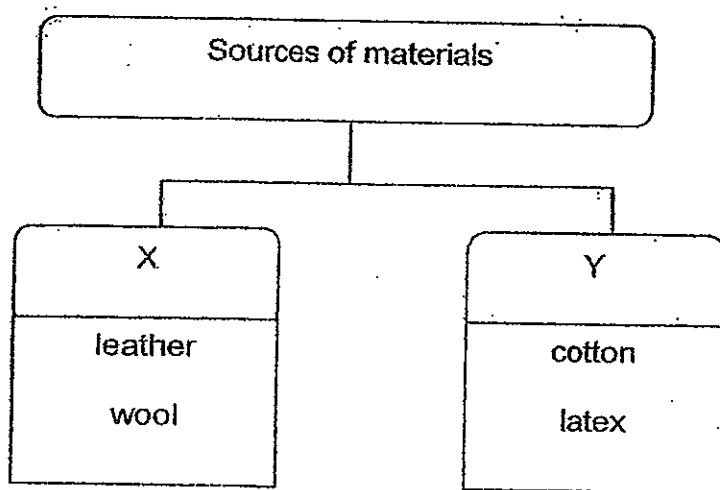 Sources of materials
X
leather
wool
Y
cotton
latex